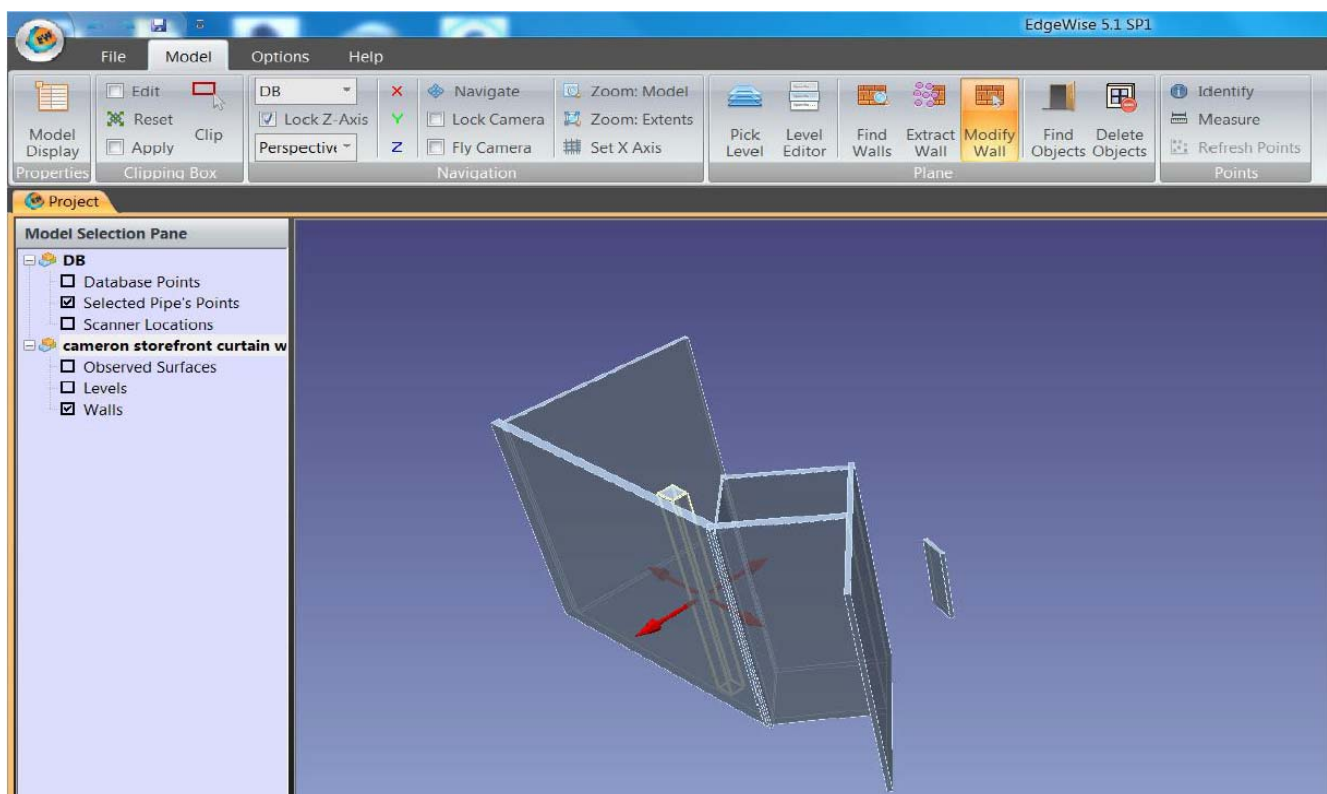 EdgeWise 5.1 SP1
EW
File Model Options Help
Edit DB X Navigate Zoom: Model Identify
Reset Lock Z-Axis Y Lock Camera Zoom: Extents Measure
Model Display Apply Clip Perspectiv Z Fly Camera Set X Axis Pick Level Level Editor Find Walls Extract Wall Modify Wall Find Objects Delete Objects Refresh Points
Properties Clipping Box Navigation Plane Points
Project
Model Selection Pane
DB
Database Points
Selected Pipe's Points
Scanner Locations
cameron storefront curtain w
Observed Surfaces
Levels
Walls